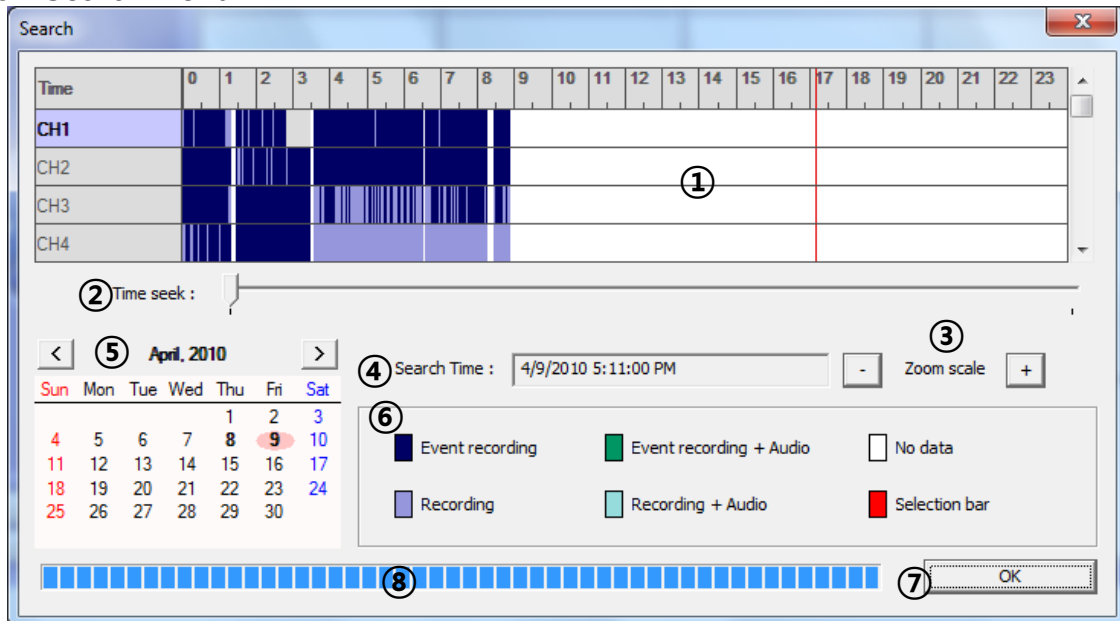 Search
X
Time 0 1 2 3 4 5 6 7 8 9 10 11 12 13 14 15 16 17 18 19 20 21 22 23
CH1
CH2
①
CH3
CH4
② Time seek :
③
< ⑤ April, 2010 >
④ Search Time : 4/9/2010 5:11:00 PM - Zoom scale +
Sun Mon Tue Wed Thu Fri Sat
1 2 3
4 5 6 7 8 9 10
11 12 13 14 15 16 17
18 19 20 21 22 23 24
25 26 27 28 29 30
⑥
Event recording Event recording + Audio No data
Recording Recording + Audio Selection bar
⑧ ⑦ OK